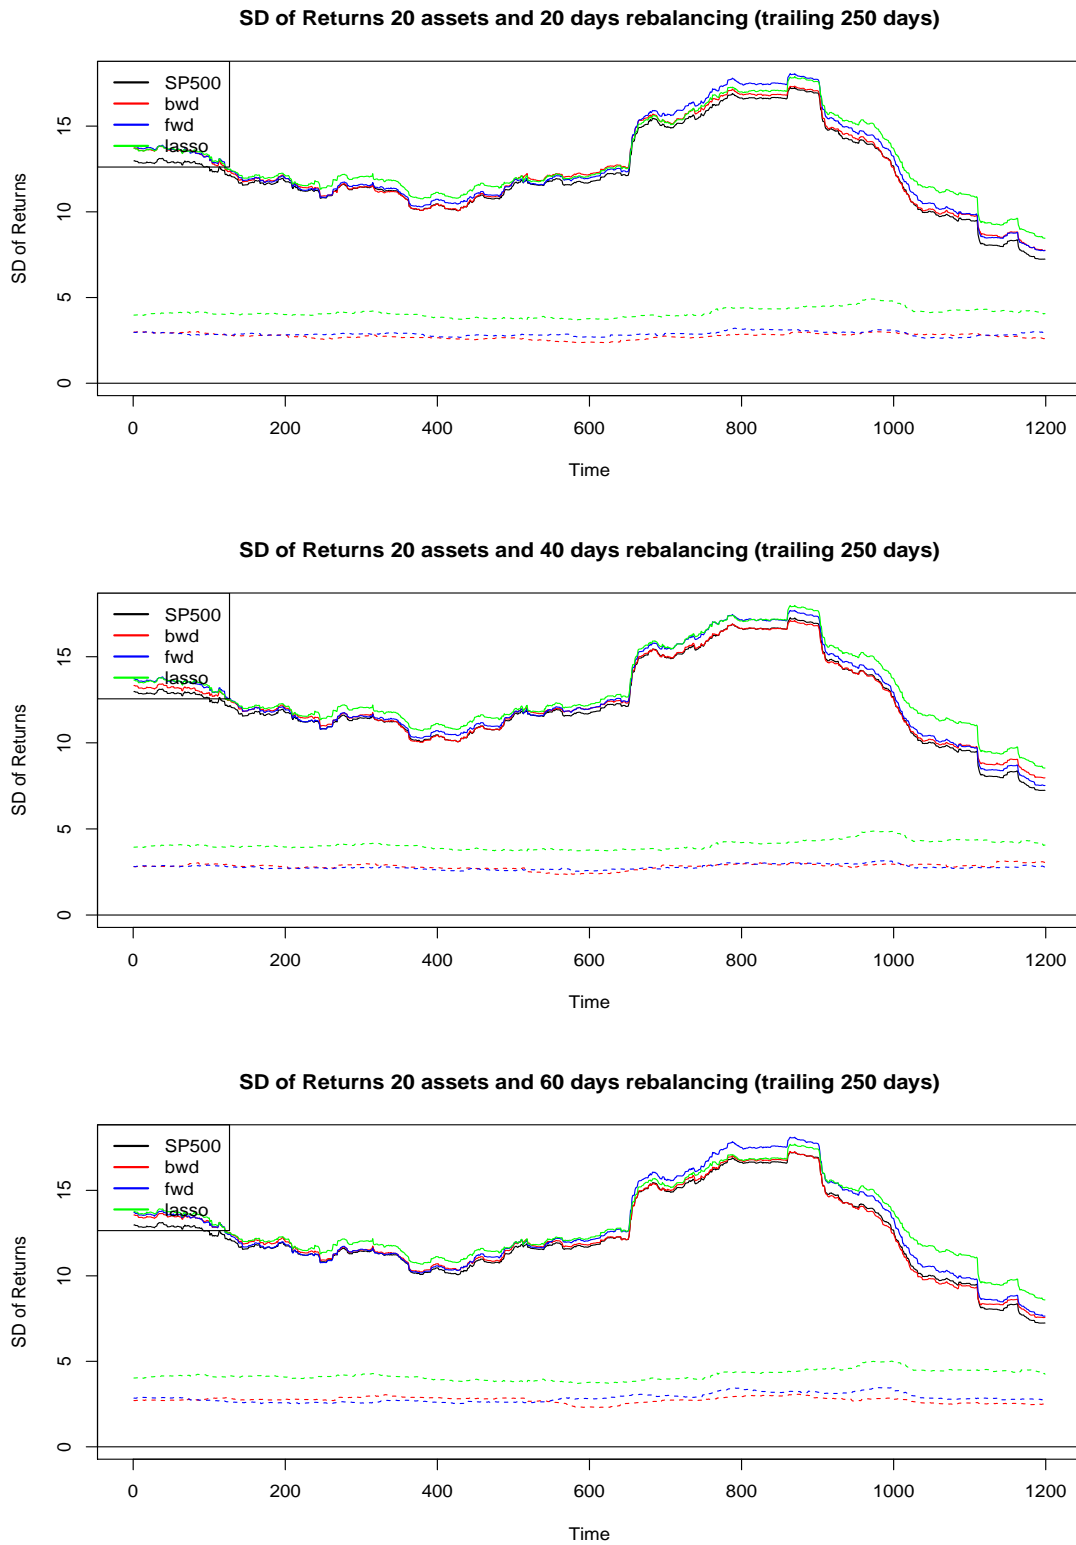 SD of Returns 20 assets and 20 days rebalancing (trailing 250 days)
SP500
bwd
fwd
lasso
15
10
5
0
SD of Returns
0 200 400 600 800 1000 1200
Time
SD of Returns 20 assets and 40 days rebalancing (trailing 250 days)
SP500
bwd
fwd
lasso
15
10
5
0
SD of Returns
0 200 400 600 800 1000 1200
Time
SD of Returns 20 assets and 60 days rebalancing (trailing 250 days)
SP500
bwd
fwd
lasso
15
10
5
0
SD of Returns
0 200 400 600 800 1000 1200
Time